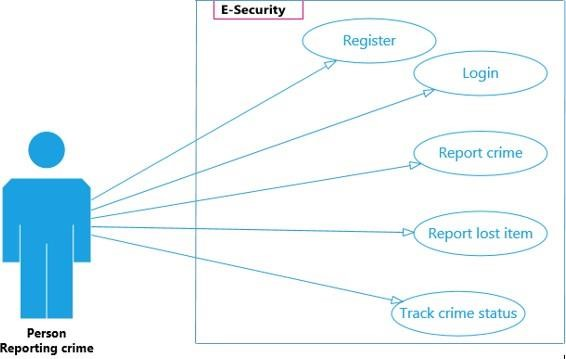 E-Security
Register
Login
Report crime
Report lost item
Track crime status
Person
Reporting crime